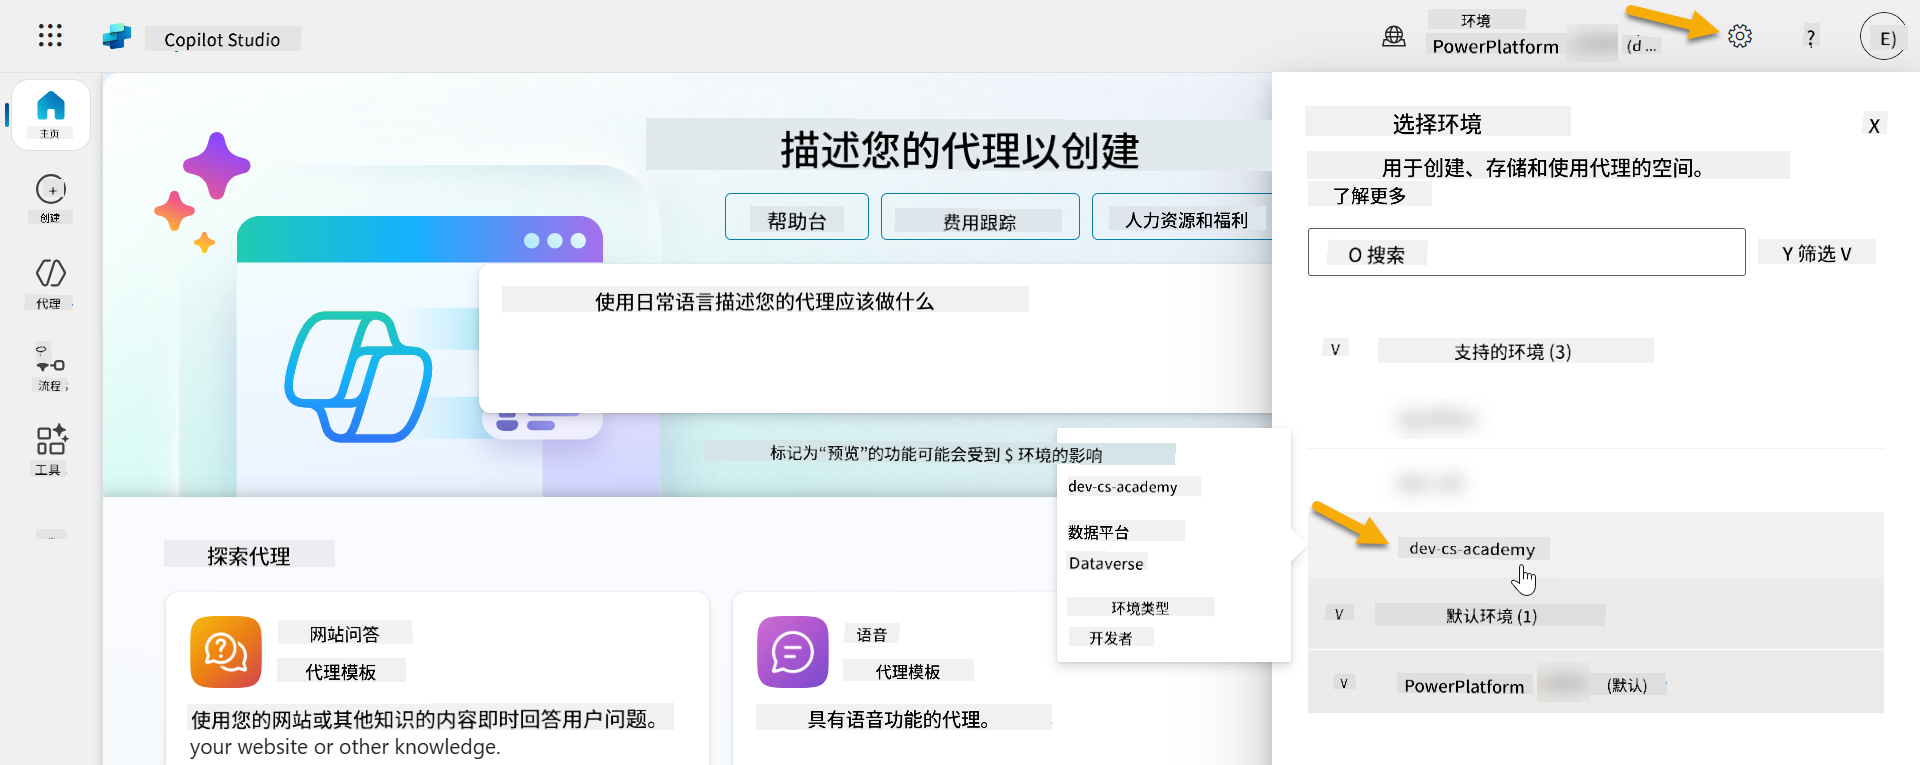 Copilot Studio
环境
PowerPlatform
(d ...
?
E)
主页
创建
代理
流程
工具
描述您的代理以创建
帮助台
费用跟踪
人力资源和福利
使用日常语言描述您的代理应该做什么
标记为“预览”的功能可能会受到 $ 环境的影响
探索代理
网站问答
代理模板
使用您的网站或其他知识的内容即时回答用户问题。
your website or other knowledge.
语音
代理模板
具有语音功能的代理。
dev-cs-academy
数据平台
Dataverse
环境类型
开发者
选择环境
X
用于创建、存储和使用代理的空间。
了解更多
O 搜索
Y 筛选 V
V 支持的环境 (3)
dev-cs-academy
V 默认环境 (1)
V PowerPlatform (默认)